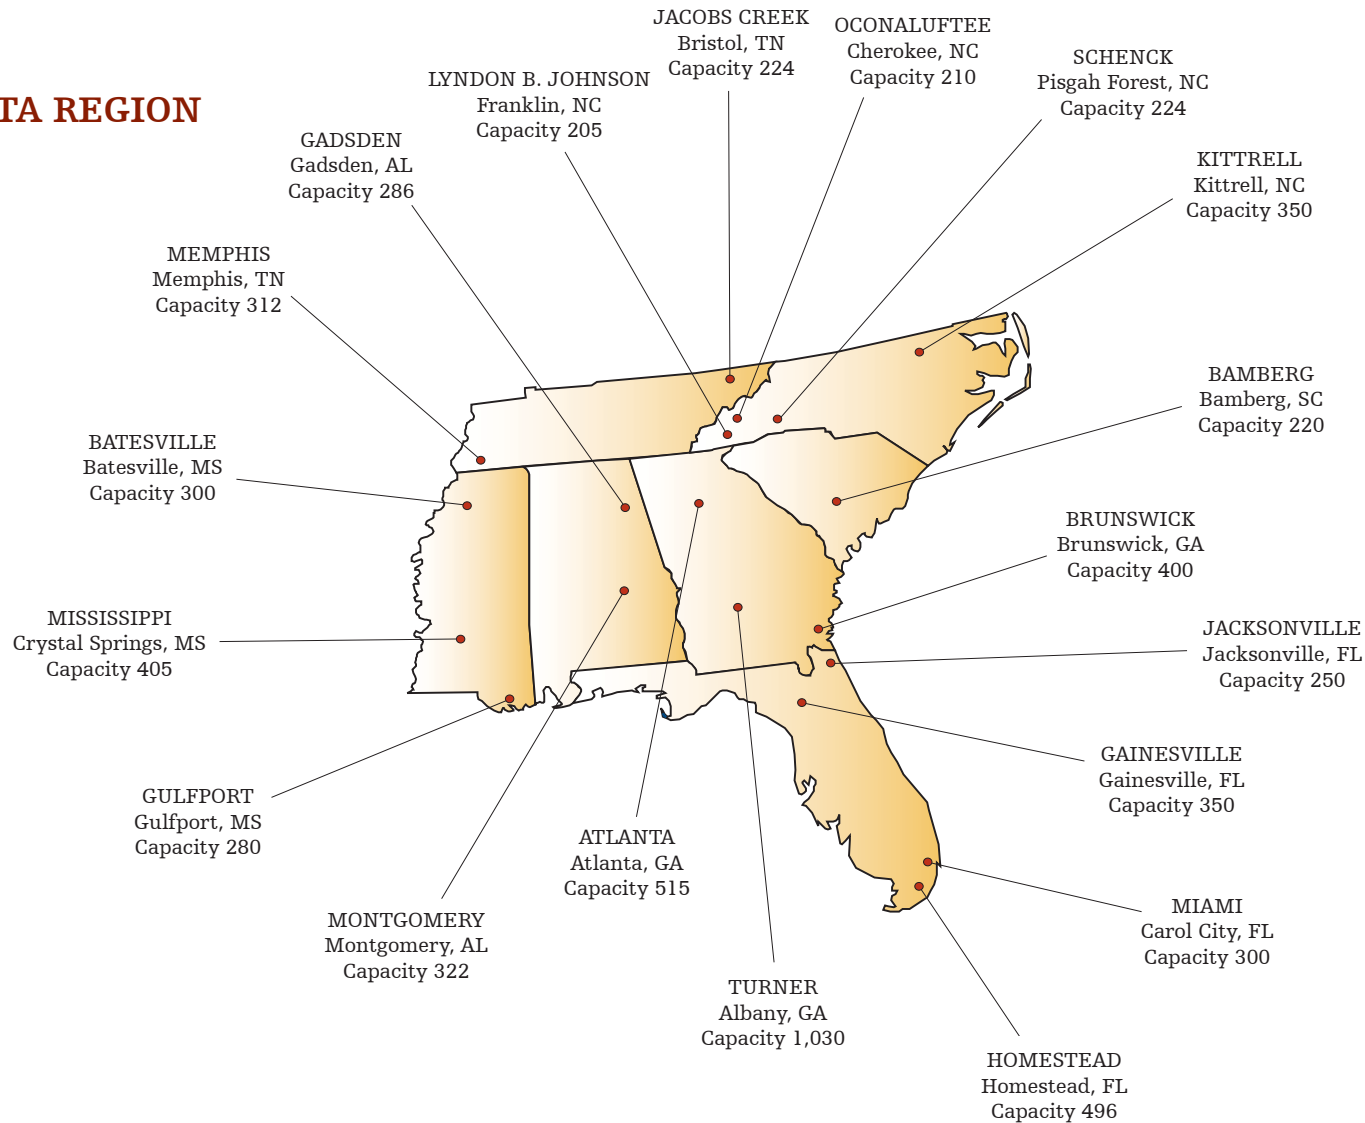 TA REGION
JACOBS CREEK
Bristol, TN
Capacity 224
OCONALUFTEE
Cherokee, NC
Capacity 210
SCHENCK
Pisgah Forest, NC
Capacity 224
LYNDON B. JOHNSON
Franklin, NC
Capacity 205
GADSDEN
Gadsden, AL
Capacity 286
KITTRELL
Kittrell, NC
Capacity 350
MEMPHIS
Memphis, TN
Capacity 312
BAMBERG
Bamberg, SC
Capacity 220
BATESVILLE
Batesville, MS
Capacity 300
BRUNSWICK
Brunswick, GA
Capacity 400
MISSISSIPPI
Crystal Springs, MS
Capacity 405
JACKSONVILLE
Jacksonville, FL
Capacity 250
GAINESVILLE
Gainesville, FL
Capacity 350
GULFPORT
Gulfport, MS
Capacity 280
ATLANTA
Atlanta, GA
Capacity 515
MIAMI
Carol City, FL
Capacity 300
MONTGOMERY
Montgomery, AL
Capacity 322
TURNER
Albany, GA
Capacity 1,030
HOMESTEAD
Homestead, FL
Capacity 496